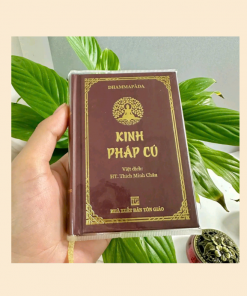 DHAMMAPADA
KINH
PHÁP CÚ
Việt dịch:
HT. Thích Minh Châu
NHÀ XUẤT BẢN TÔN GIÁO